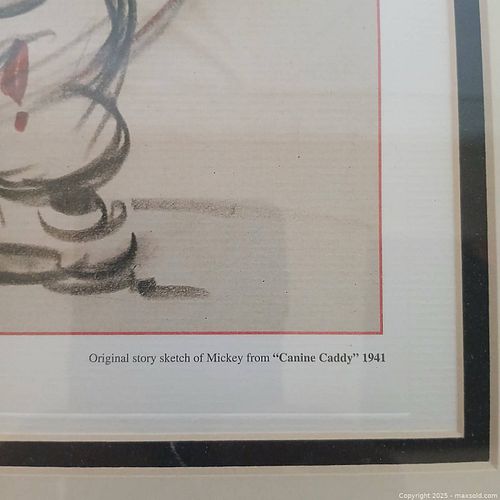 Original story sketch of Mickey from “Canine Caddy” 1941
Copyright © 2025 - maxsold.com